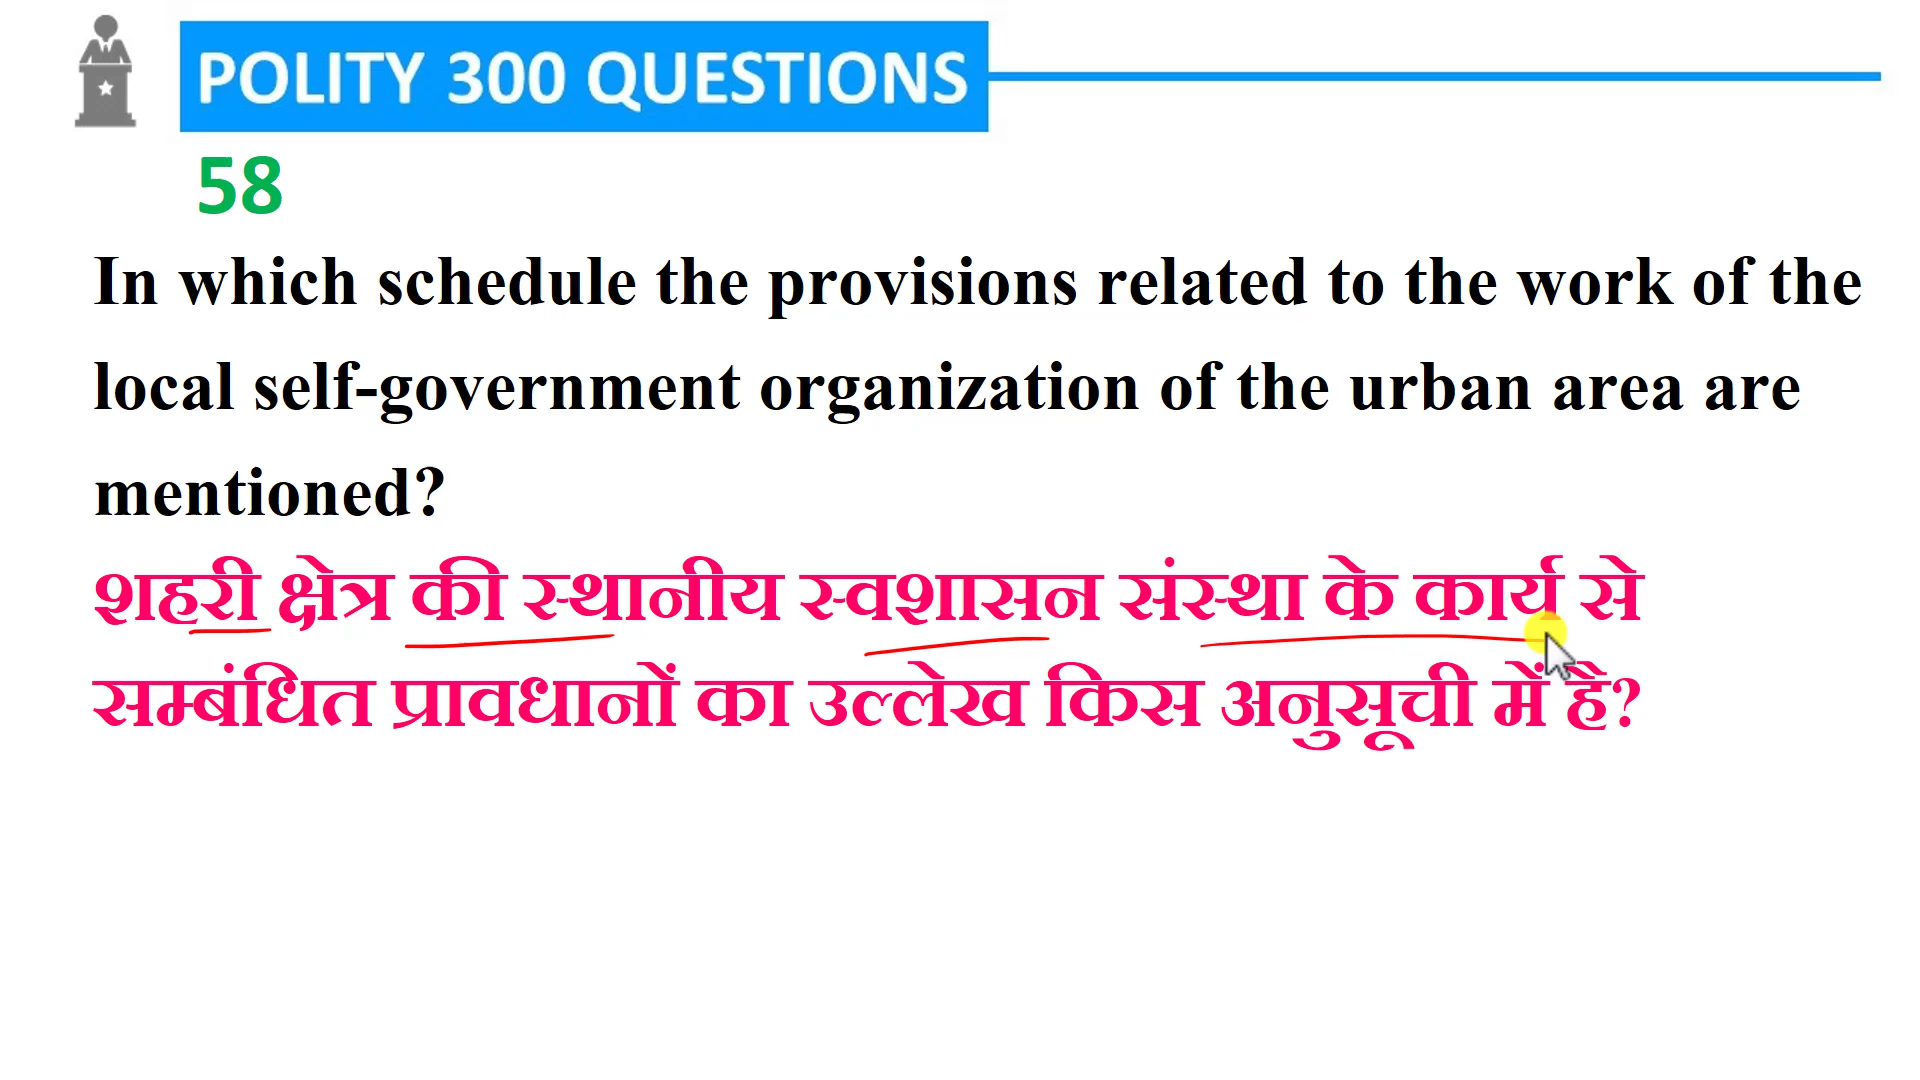 POLITY 300 QUESTIONS
58
In which schedule the provisions related to the work of the
local self-government organization of the urban area are
mentioned?
शहरी क्षेत्र की स्थानीय स्वशासन संस्था के कार्य से
सम्बंधित प्रावधानों का उल्लेख किस अनुसूची में है?